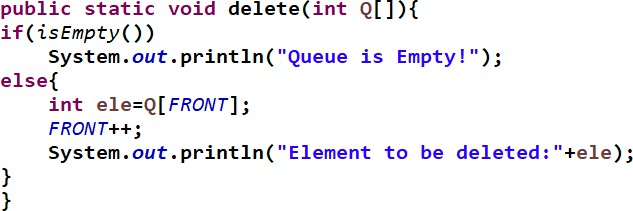 public static void delete(int Q[]){
if(isEmpty())
    System.out.println("Queue is Empty!");
else{
    int ele=Q[FRONT];
    FRONT++;
    System.out.println("Element to be deleted:"+ele);
}
}